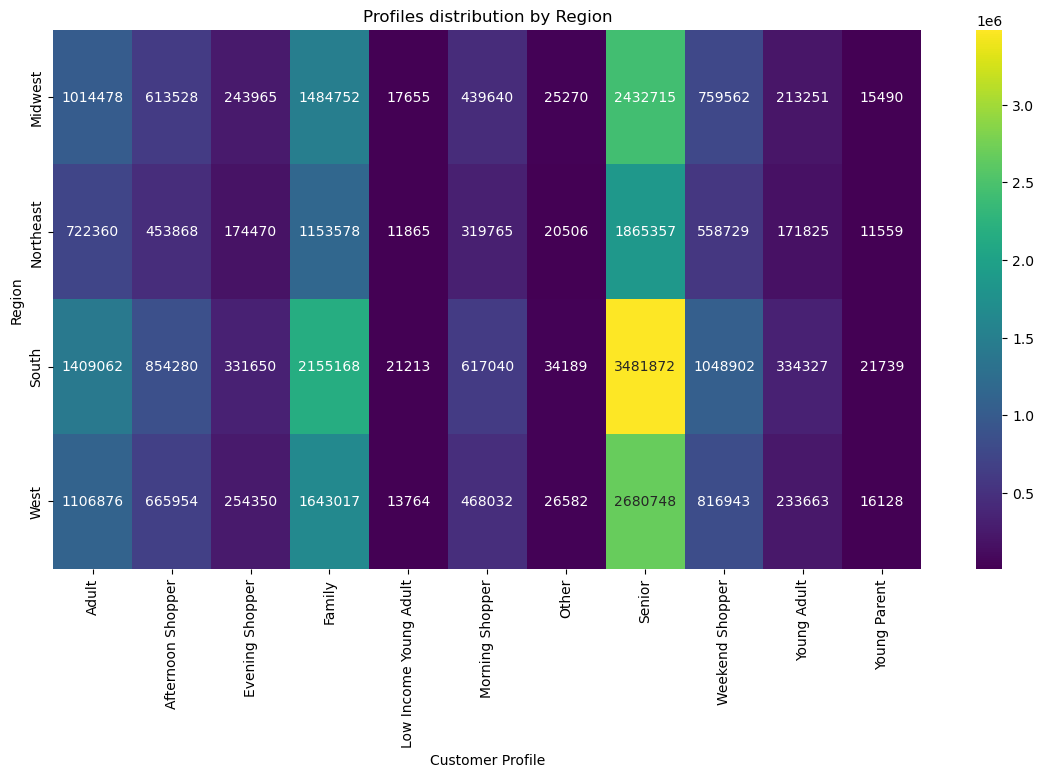 Profiles distribution by Region
1e6
Midwest
1014478 613528 243965 1484752 17655 439640 25270 2432715 759562 213251 15490
Northeast
722360 453868 174470 1153578 11865 319765 20506 1865357 558729 171825 11559
South
1409062 854280 331650 2155168 21213 617040 34189 3481872 1048902 334327 21739
West
1106876 665954 254350 1643017 13764 468032 26582 2680748 816943 233663 16128
Region
3.0
2.5
2.0
1.5
1.0
0.5
Adult
Afternoon Shopper
Evening Shopper
Family
Low Income Young Adult
Morning Shopper
Other
Senior
Weekend Shopper
Young Adult
Young Parent
Customer Profile